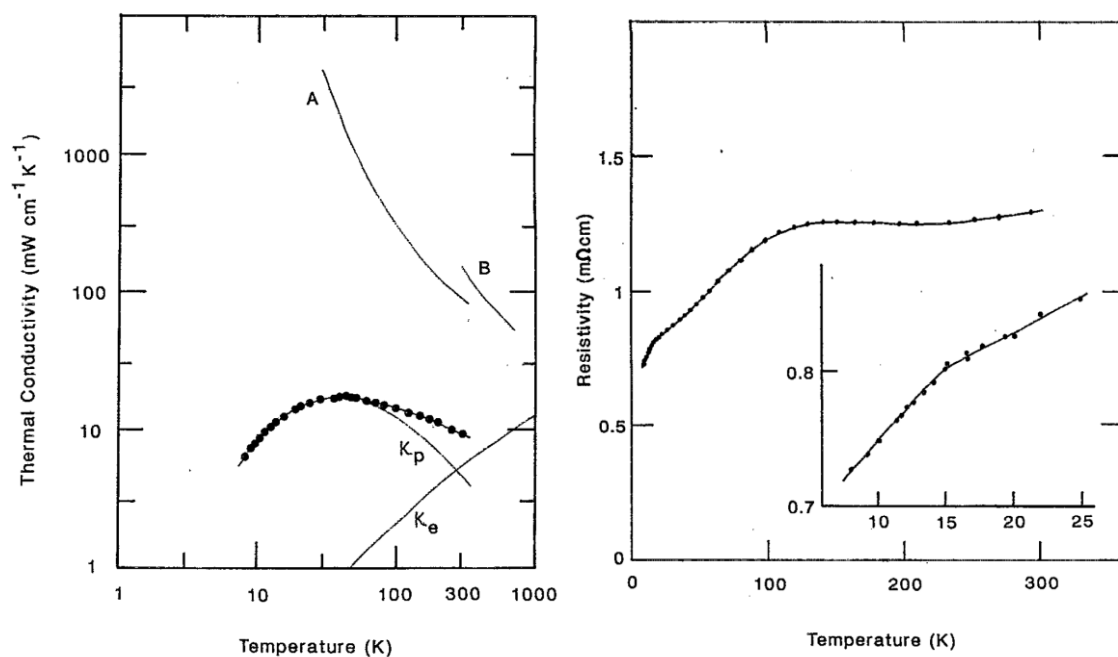 Thermal Conductivity (mW cm⁻¹ K⁻¹)
1000
100
10
1
A
B
Kp
Ke
1
10
100
300
1000
Temperature (K)
Resistivity (mΩcm)
1.5
1
0.5
0
0.8
0.7
10
15
20
25
0
100
200
300
Temperature (K)